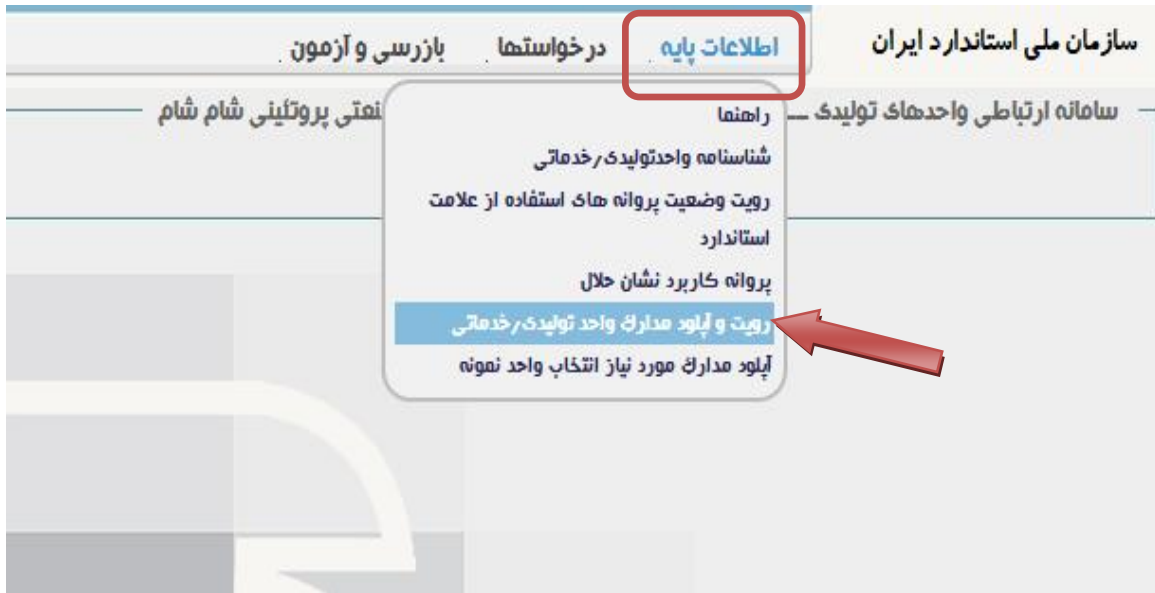 سازمان ملی استاندارد ایران
اطلاعات پایه
درخواستها
بازرسی و آزمون
سامانه ارتباطی واحدهای تولیدی
پروتئینی شام شام
راهنما
شناسنامه واحدتولیدی/خدماتی
رویت وضعیت پروانه های استفاده از علامت
استاندارد
پروانه کاربرد نشان حلال
رویت و آپلود مدارک واحد تولیدی/خدماتی
آپلود مدارک مورد نیاز انتخاب واحد نمونه